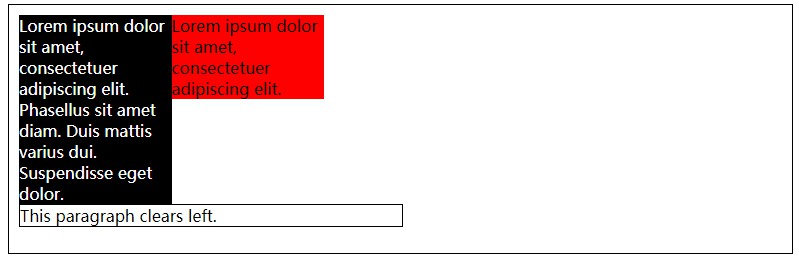 Lorem ipsum dolor
sit amet,
consectetuer
adipiscing elit.
Phasellus sit amet
diam. Duis mattis
varius dui.
Suspendisse eget
dolor.
Lorem ipsum dolor
sit amet,
consectetuer
adipiscing elit.
This paragraph clears left.